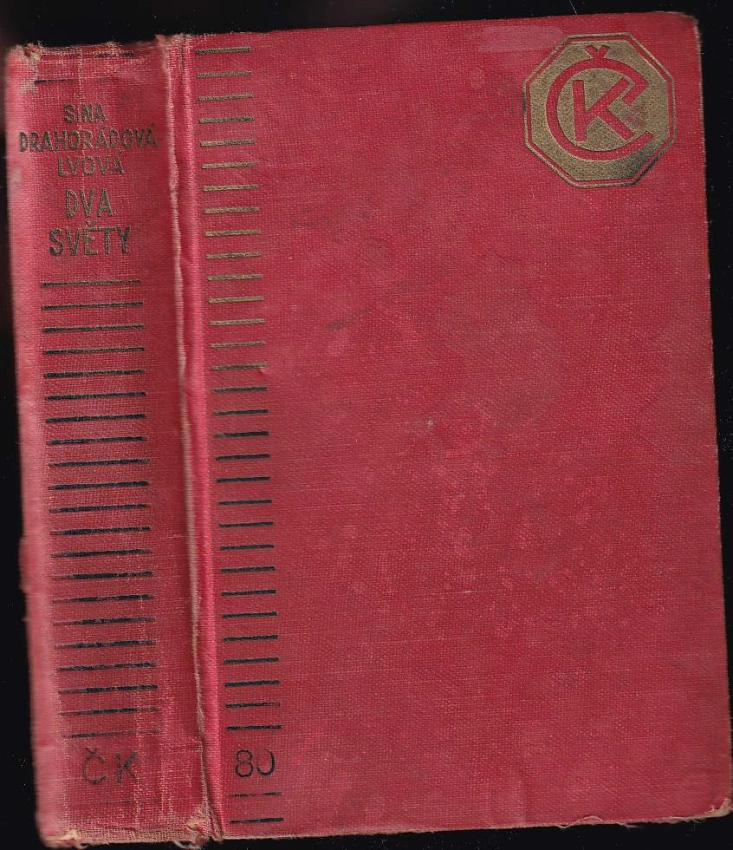 SINA
DRAHORÁDOVÁ
LVOVÁ
DVA
SVĚTY
ČK
ČK
80